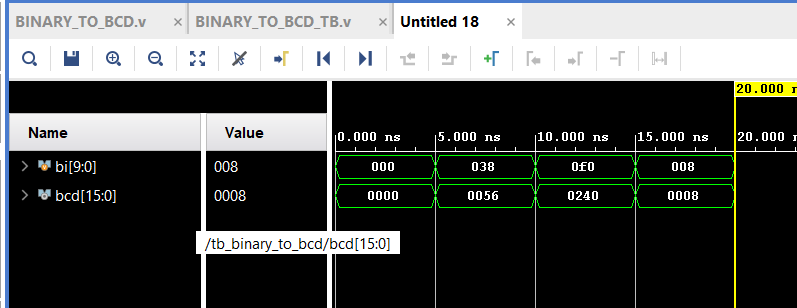 BINARY_TO_BCD.v × BINARY_TO_BCD_TB.v × Untitled 18 ×
20.000 ns
Name Value 0.000 ns 5.000 ns 10.000 ns 15.000 ns 20.000 ns
bi[9:0] 008 000 038 0f0 008
bcd[15:0] 0008 0000 0056 0240 0008
/tb_binary_to_bcd/bcd[15:0]